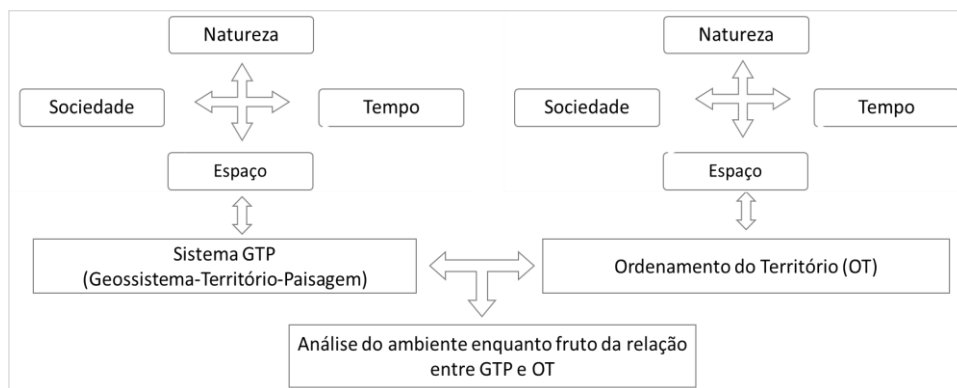 Natureza
Natureza
Sociedade
Tempo
Sociedade
Tempo
Espaço
Espaço
Sistema GTP
(Geossistema-Território-Paisagem)
Ordenamento do Território (OT)
Análise do ambiente enquanto fruto da relação
entre GTP e OT